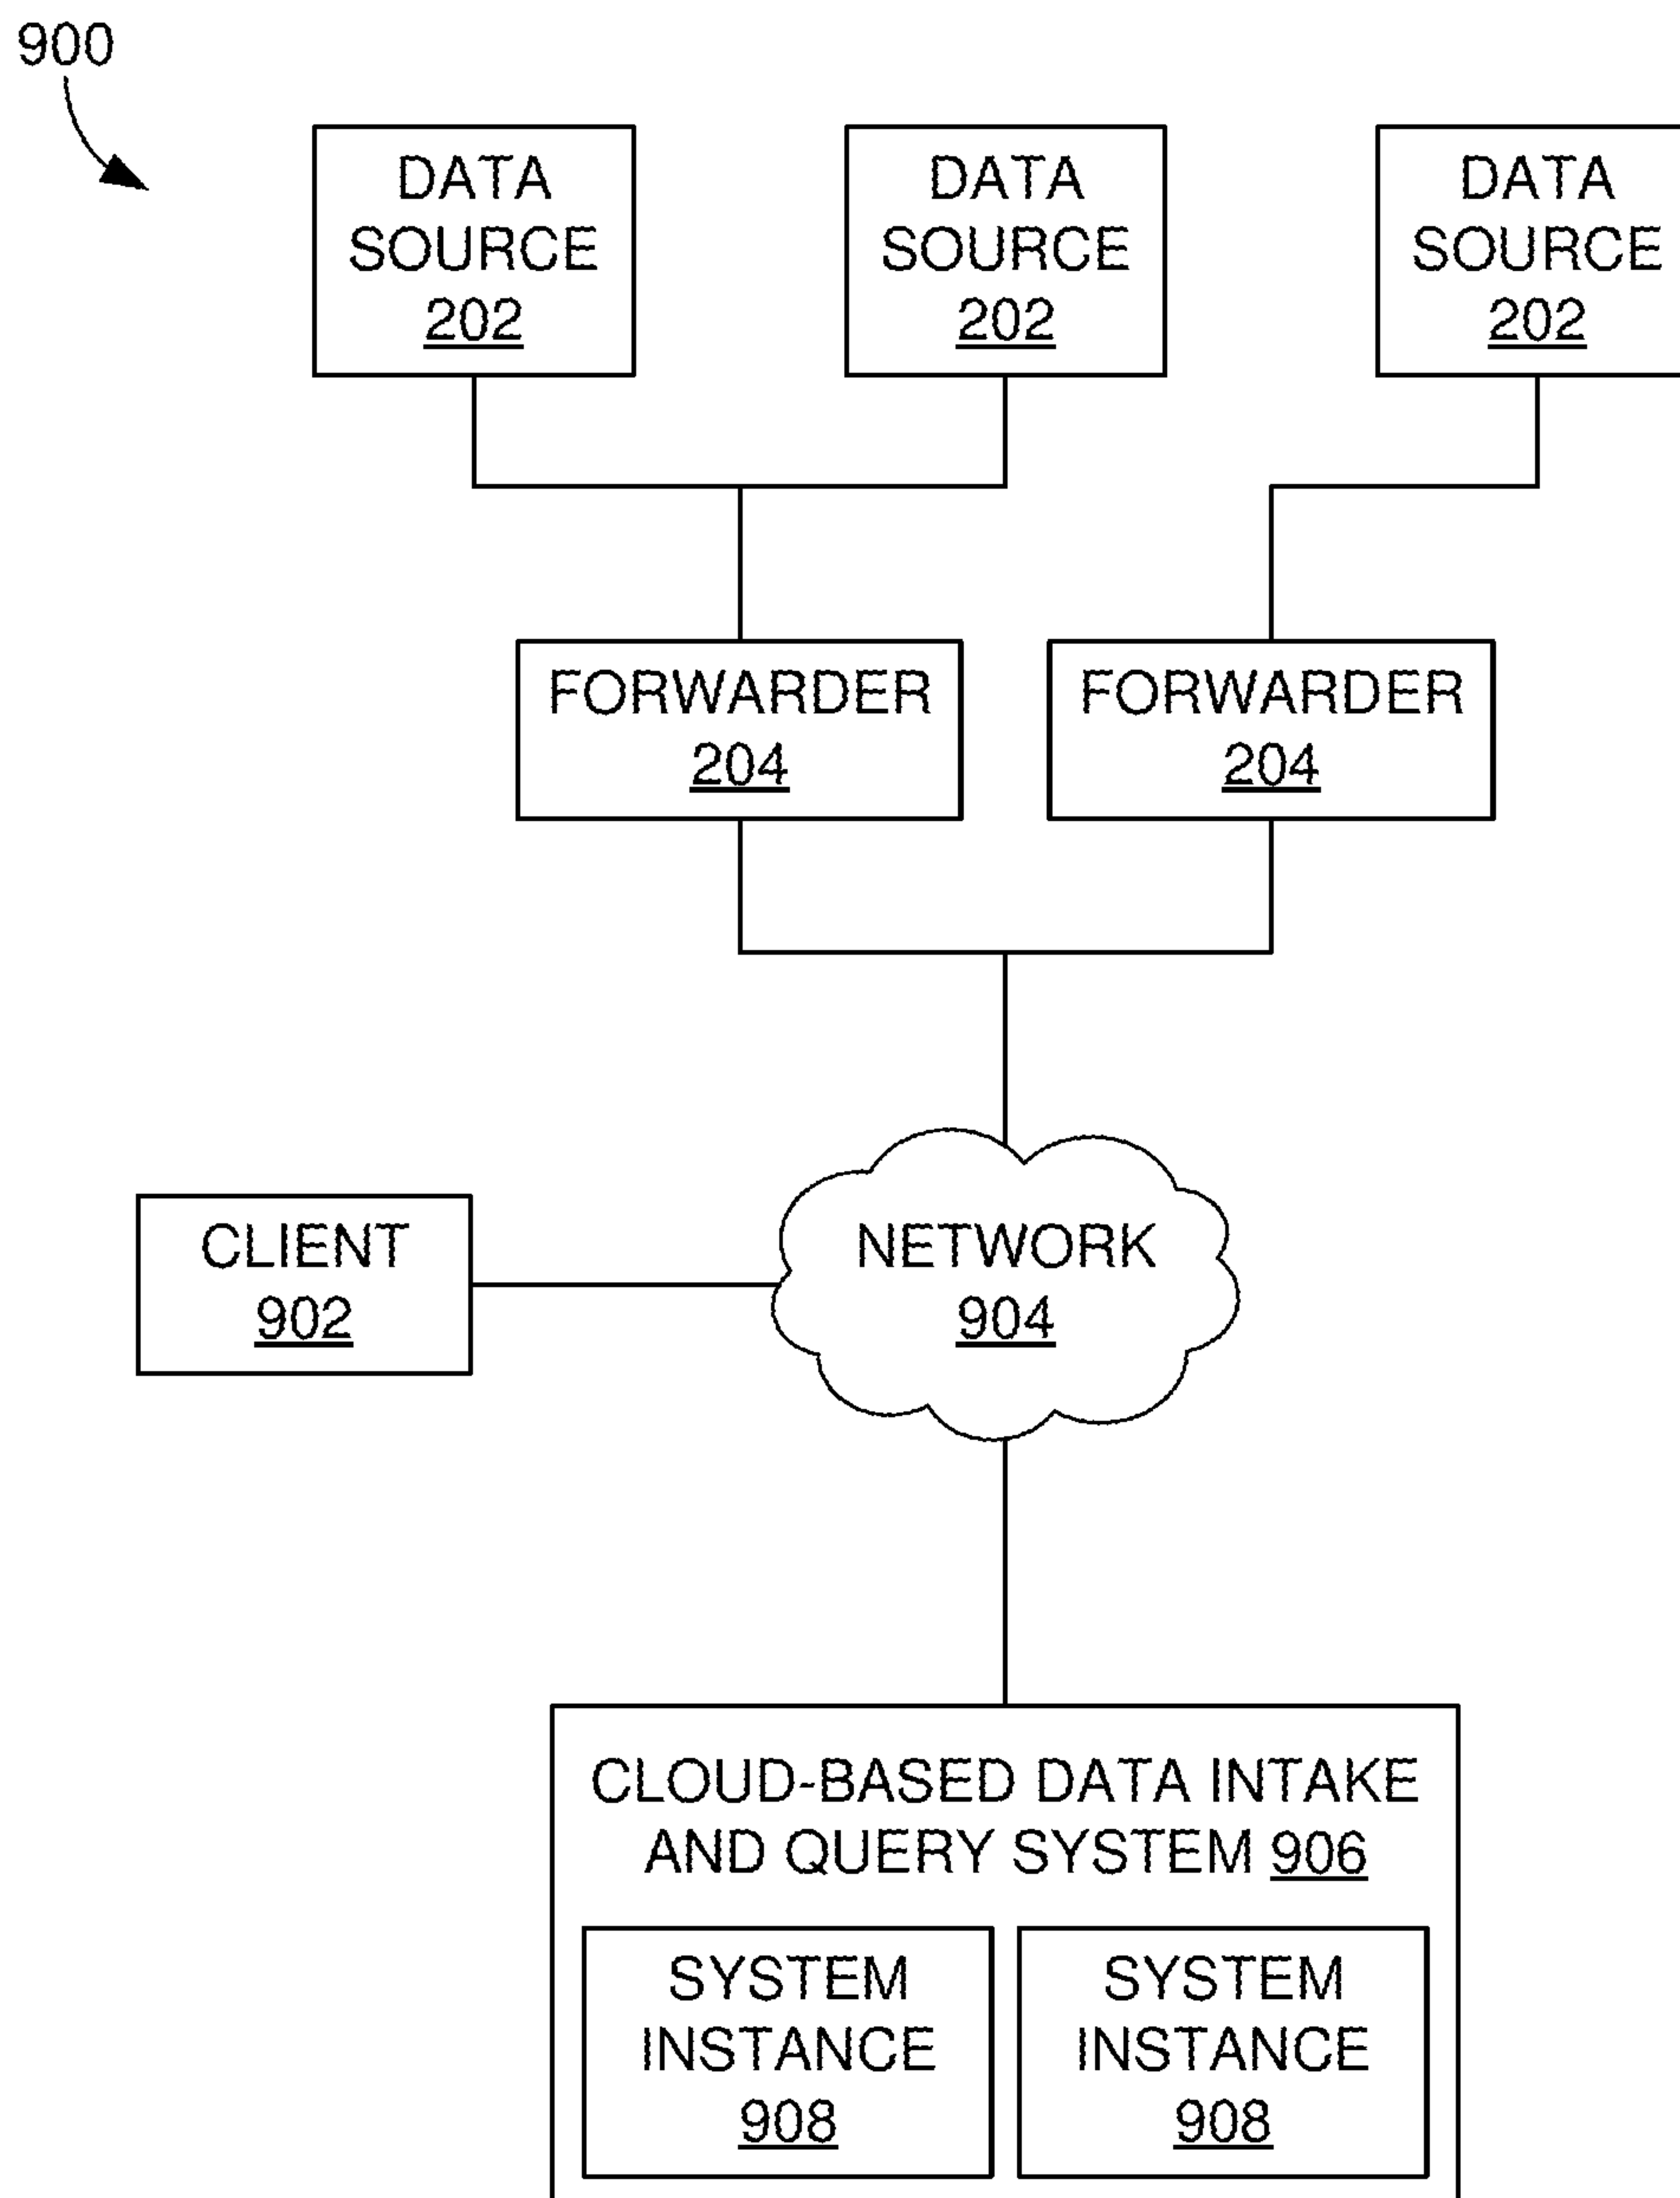 900
DATA
SOURCE
202
DATA
SOURCE
202
DATA
SOURCE
202
FORWARDER
204
FORWARDER
204
CLIENT
902
NETWORK
904
CLOUD-BASED DATA INTAKE
AND QUERY SYSTEM 906
SYSTEM
INSTANCE
908
SYSTEM
INSTANCE
908